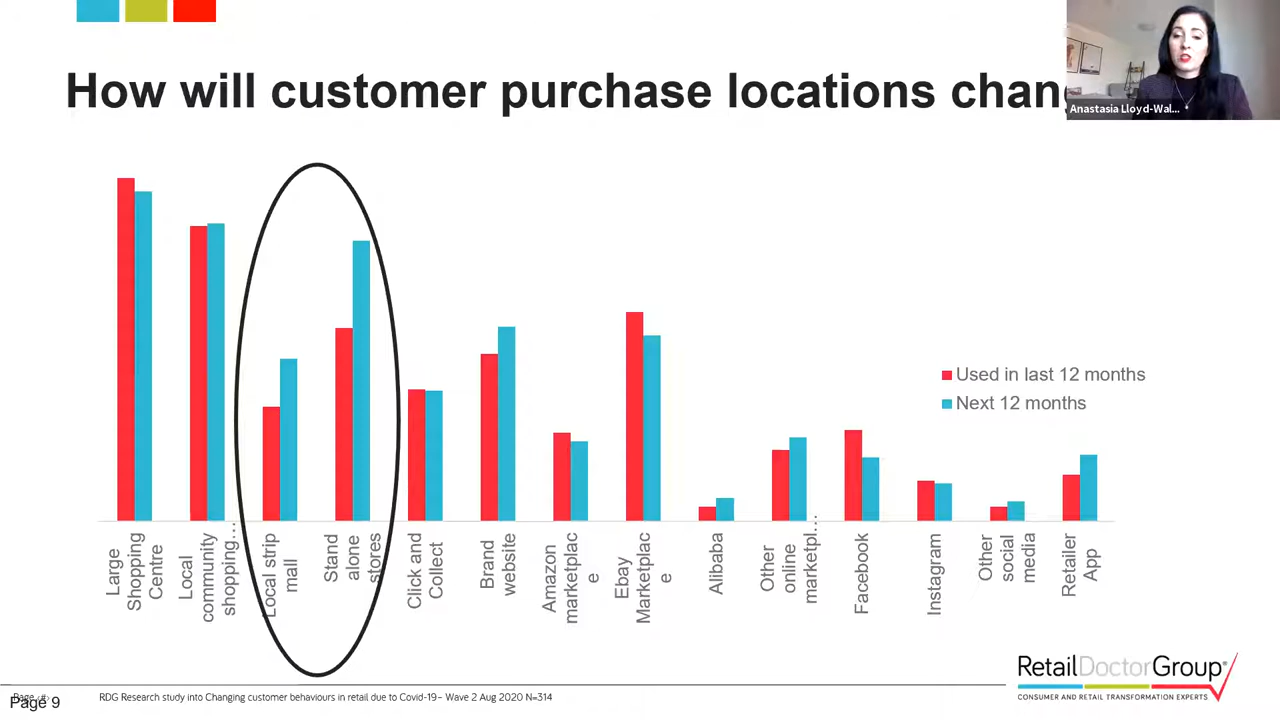 How will customer purchase locations chang
Anastasia Lloyd-Wal...
Used in last 12 months
Next 12 months
Large
Shopping
Centre
Local
community
shopping...
Local strip
mall
Stand
alone
stores
Click and
Collect
Brand
website
Amazon
marketplac
e
Ebay
Marketplac
e
Alibaba
Other
online
marketpl...
Facebook
Instagram
Other
social
media
Retailer
App
RetailDoctorGroup®
CONSUMER AND RETAIL TRANSFORMATION EXPERTS
Page 9
RDG Research study into Changing customer behaviours in retail due to Covid-19– Wave 2 Aug 2020 N=314